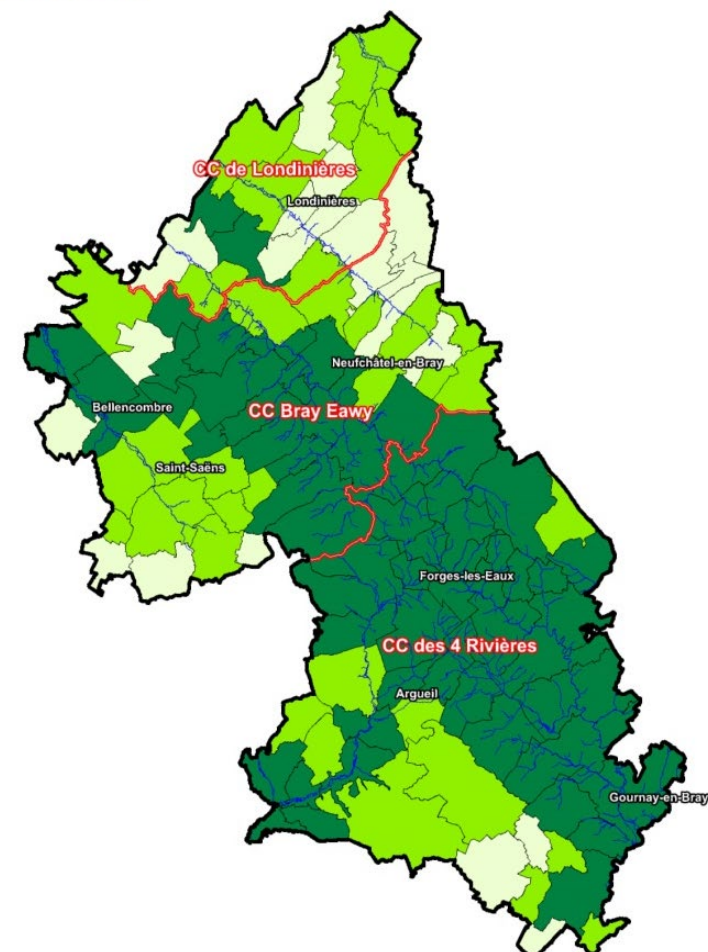 CC de Londinières
Londinières
Neufchâtel-en-Bray
Bellencombre
CC Bray Eawy
Saint-Saëns
Forges-les-Eaux
CC des 4 Rivières
Argueil
Gournay-en-Bray